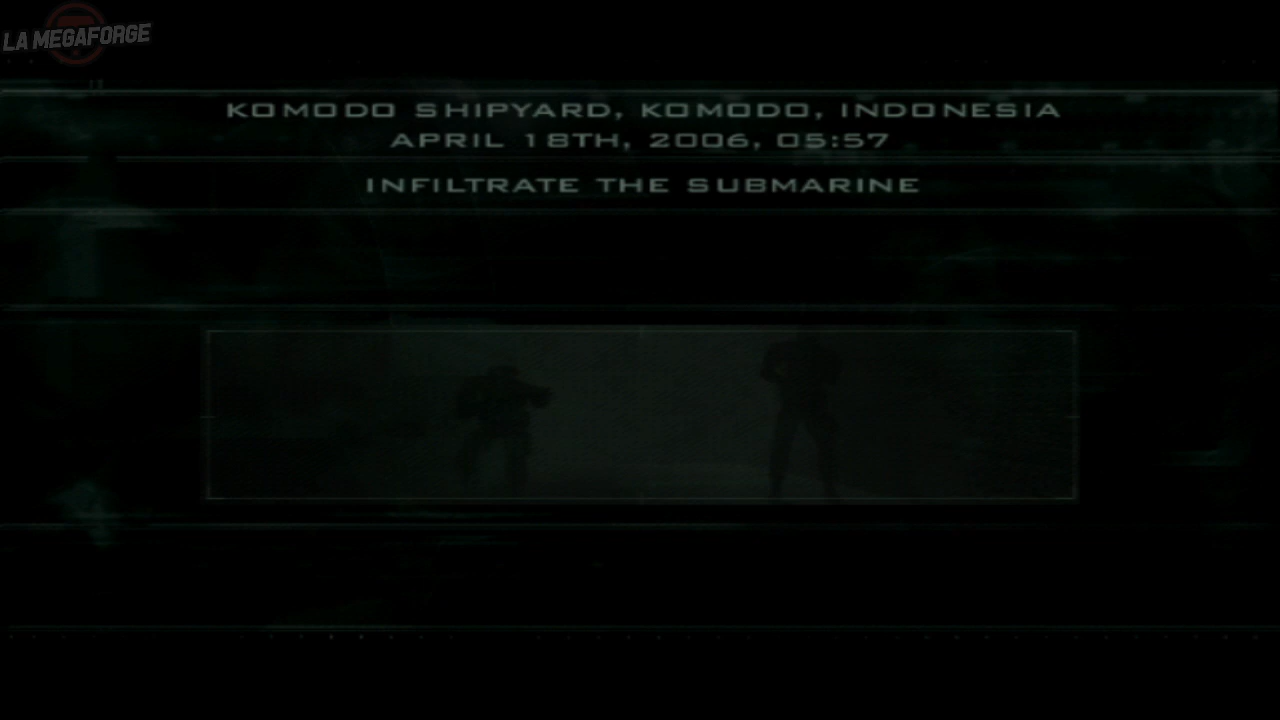 LA MEGAFORGE
KOMODO SHIPYARD, KOMODO, INDONESIA
APRIL 18TH, 2006, 05:57
INFILTRATE THE SUBMARINE